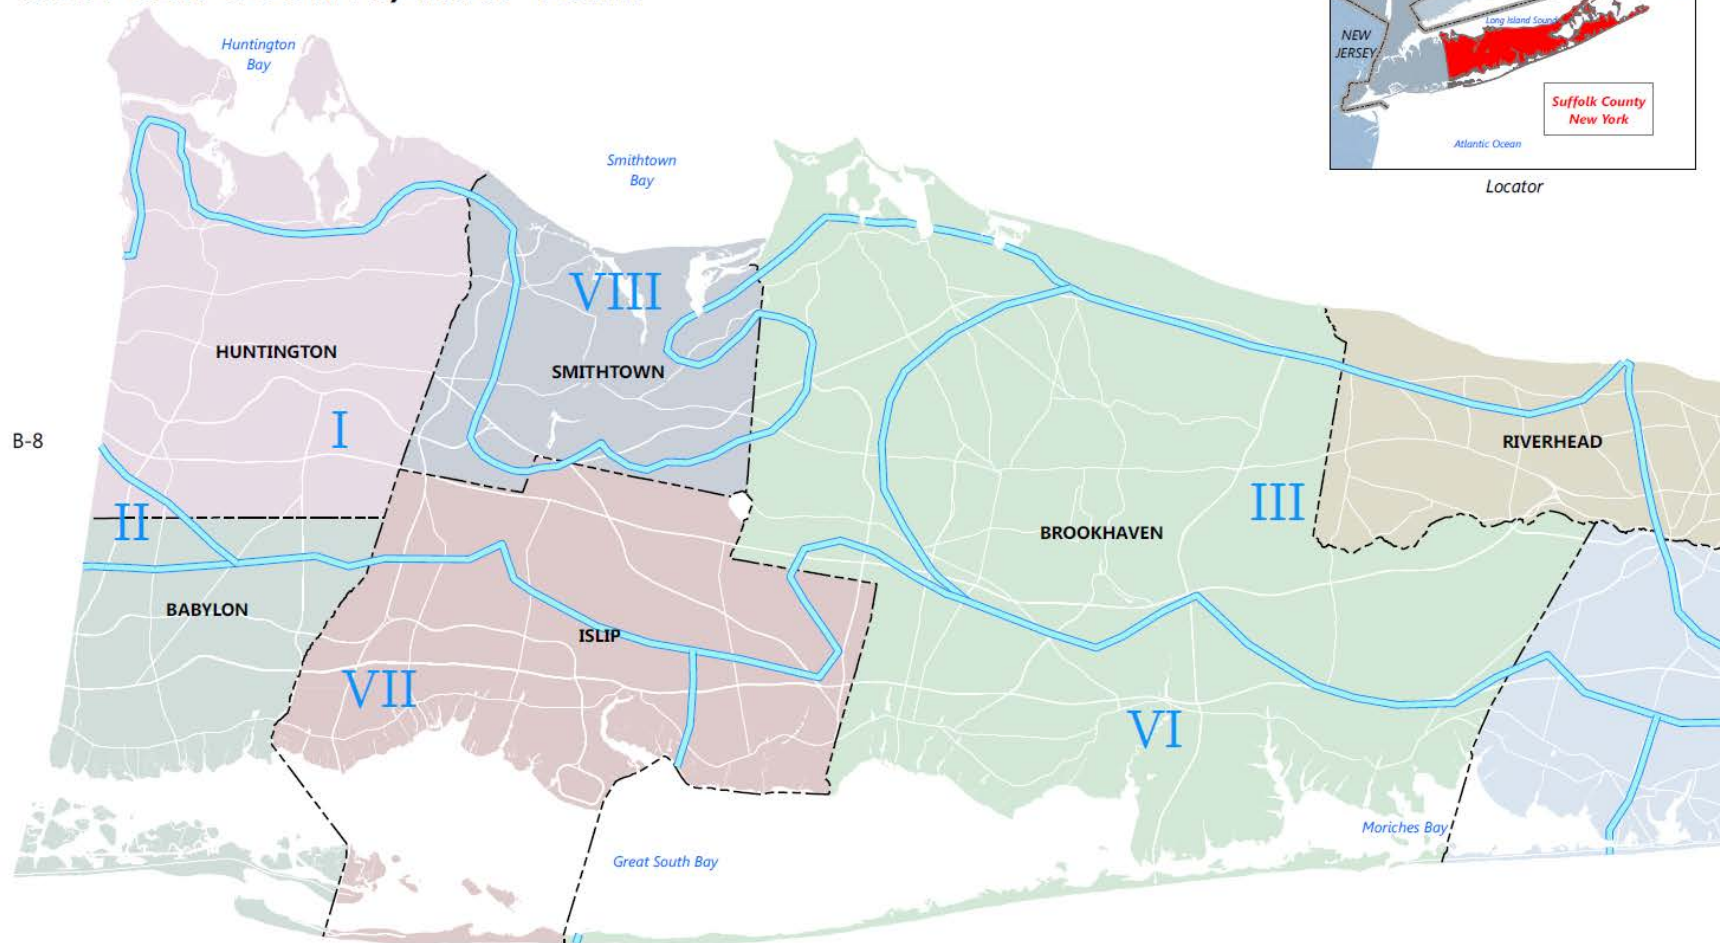 Huntington
Bay
Long Island Sound
NEW
JERSEY
Suffolk County
New York
Atlantic Ocean
Locator
Smithtown
Bay
VIII
HUNTINGTON
SMITHTOWN
I
B-8
RIVERHEAD
II
III
BROOKHAVEN
BABYLON
ISLIP
VII
VI
Moriches Bay
Great South Bay